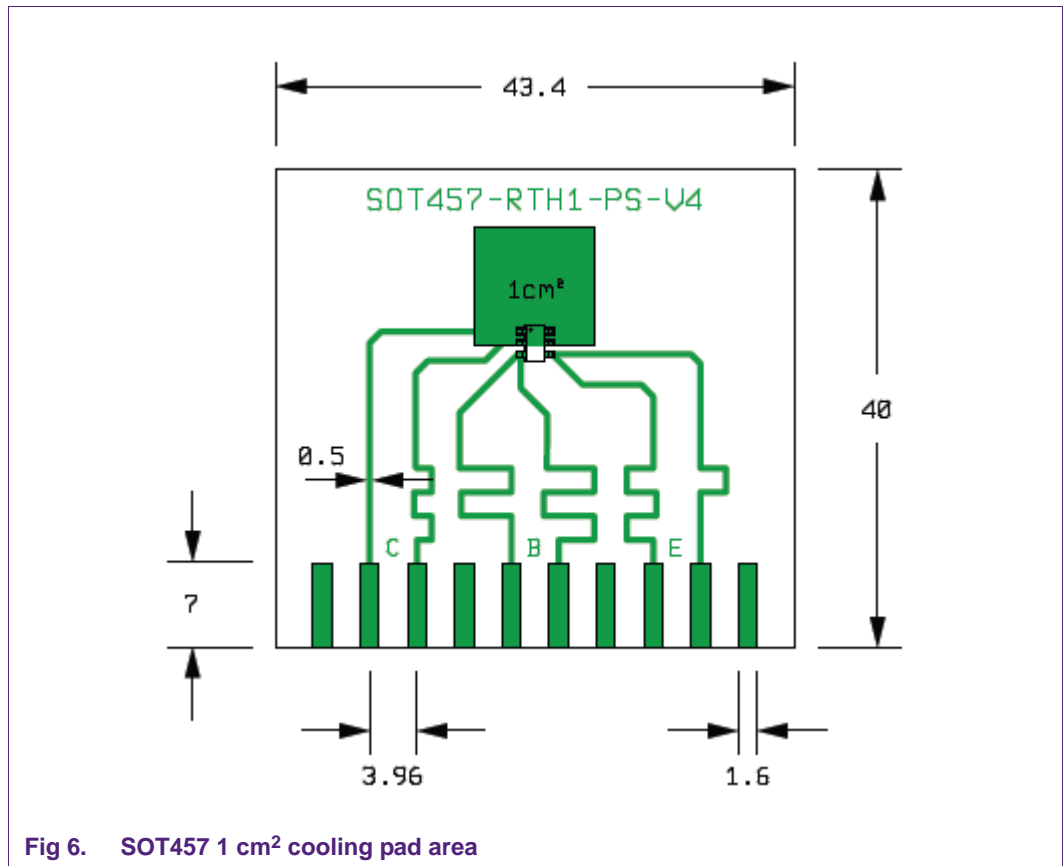 43.4
SOT457-RTH1-PS-V4
1cm²
40
0.5
C B E
7
3.96
1.6
Fig 6. SOT457 1 cm² cooling pad area